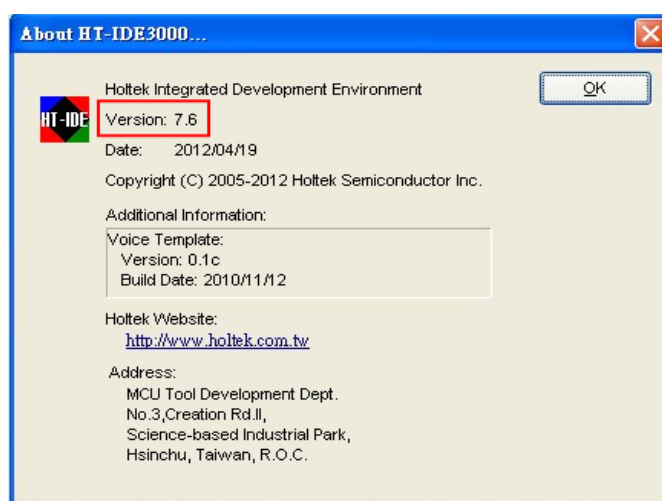 About HT-IDE3000...
Holtek Integrated Development Environment
OK
HT-IDE
Version: 7.6
Date: 2012/04/19
Copyright (C) 2005-2012 Holtek Semiconductor Inc.
Additional Information:
Voice Template:
Version: 0.1c
Build Date: 2010/11/12
Holtek Website:
http://www.holtek.com.tw
Address:
MCU Tool Development Dept.
No.3,Creation Rd.II,
Science-based Industrial Park,
Hsinchu, Taiwan, R.O.C.